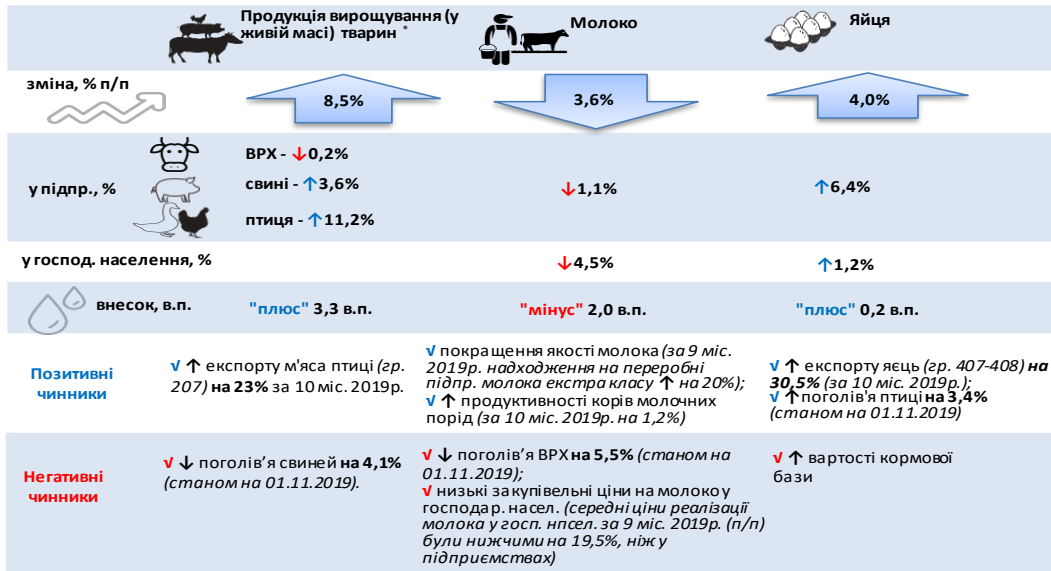 Продукція вирощування (у
живій масі) тварин *
Молоко
Яйця
зміна, % п/п
8,5%
3,6%
4,0%
у підпр., %
ВРХ - ↓0,2%
свині - ↑3,6%
птиця - ↑11,2%
↓1,1%
↑6,4%
у господ. населення, %
↓4,5%
↑1,2%
внесок, в.п.
"плюс" 3,3 в.п.
"мінус" 2,0 в.п.
"плюс" 0,2 в.п.
Позитивні
чинники
√ ↑ експорту м'яса птиці (гр.
207) на 23% за 10 міс. 2019р.
√ покращення якості молока (за 9 міс.
2019р. надходження на переробні
підпр. молока екстра класу ↑ на 20%);
√ ↑ продуктивності корів молочних
порід (за 10 міс. 2019р. на 1,2%)
√ ↑ експорту яєць (гр. 407-408) на
30,5% (за 10 міс. 2019р.);
√ ↑поголів'я птиці на 3,4%
(станом на 01.11.2019)
Негативні
чинники
√ ↓ поголів’я свиней на 4,1%
(станом на 01.11.2019).
√ ↓ поголів’я ВРХ на 5,5% (станом на
01.11.2019);
√ низькі закупівельні ціни на молоко у
господар. насел. (середні ціни реалізації
молока у госп. нпсел. за 9 міс. 2019р. (п/п)
були нижчими на 19,5%, ніж у
підприємствах)
√ ↑ вартості кормової
бази